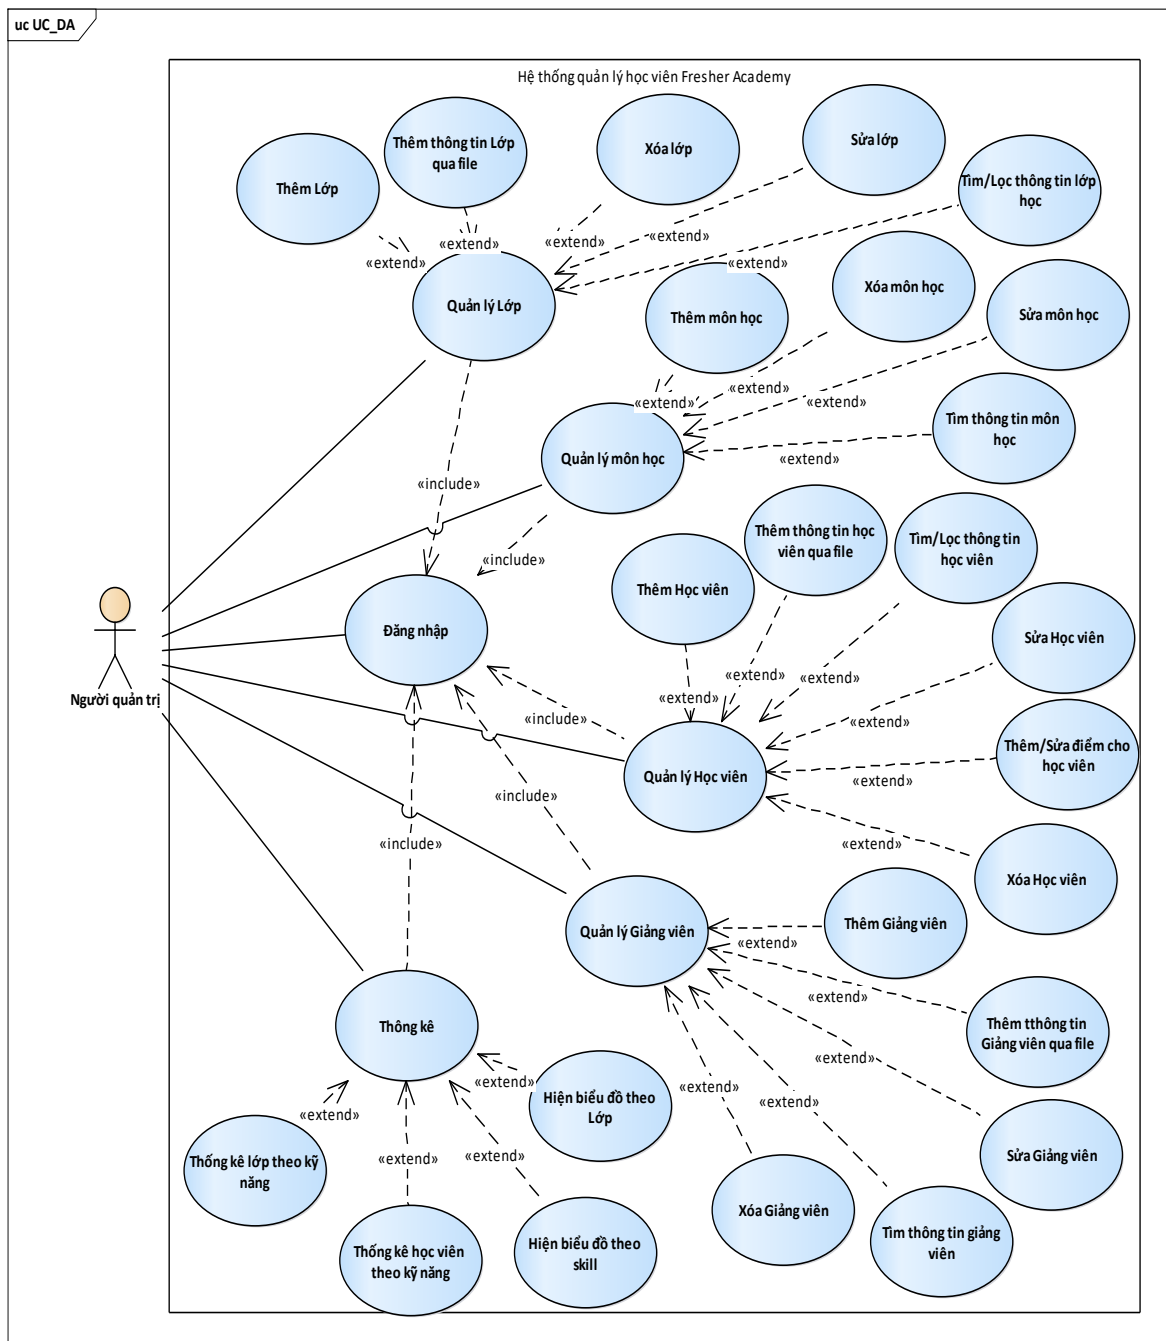 uc UC_DA
Hệ thống quản lý học viên Fresher Academy
Thêm Lớp
Thêm thông tin Lớp
qua file
Xóa lớp
Sửa lớp
Tìm/Lọc thông tin lớp
học
«extend»
«extend»
«extend»
«extend»
«extend»
Quản lý Lớp
Thêm môn học
Xóa môn học
Sửa môn học
Tìm thông tin môn
học
«extend»
«extend»
«extend»
«extend»
Quản lý môn học
«include»
«include»
Thêm Học viên
Thêm thông tin học
viên qua file
Tìm/Lọc thông tin
học viên
Sửa Học viên
Thêm/Sửa điểm cho
học viên
Xóa Học viên
«extend»
«extend»
«extend»
«extend»
«extend»
«extend»
Đăng nhập
Người quản trị
Quản lý Học viên
«include»
«include»
«include»
Quản lý Giảng viên
Thêm Giảng viên
Thêm tthông tin
Giảng viên qua file
Sửa Giảng viên
Tìm thông tin giảng
viên
Xóa Giảng viên
«extend»
«extend»
«extend»
«extend»
«extend»
Thông kê
«extend»
«extend»
«extend»
«extend»
Hiện biểu đồ theo
Lớp
Thống kê lớp theo kỹ
năng
Thống kê học viên
theo kỹ năng
Hiện biểu đồ theo
skill